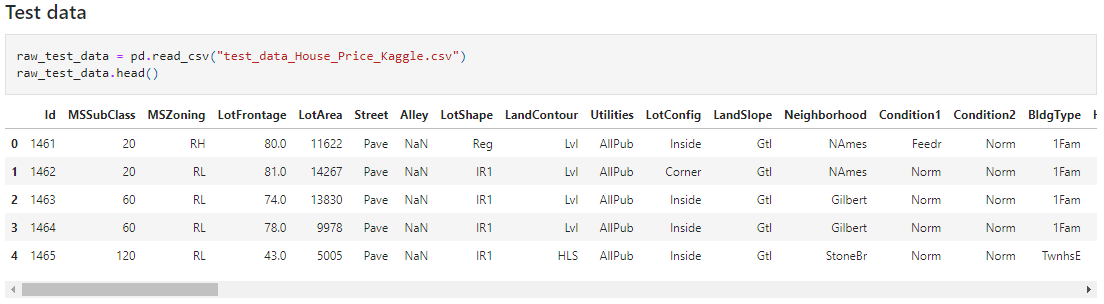 Test data
raw_test_data = pd.read_csv("test_data_House_Price_Kaggle.csv")
raw_test_data.head()
Id MSSubClass MSZoning LotFrontage LotArea Street Alley LotShape LandContour Utilities LotConfig LandSlope Neighborhood Condition1 Condition2 BldgType
0 1461 20 RH 80.0 11622 Pave NaN Reg Lvl AllPub Inside Gtl NAmes Feedr Norm 1Fam
1 1462 20 RL 81.0 14267 Pave NaN IR1 Lvl AllPub Corner Gtl NAmes Norm Norm 1Fam
2 1463 60 RL 74.0 13830 Pave NaN IR1 Lvl AllPub Inside Gtl Gilbert Norm Norm 1Fam
3 1464 60 RL 78.0 9978 Pave NaN IR1 Lvl AllPub Inside Gtl Gilbert Norm Norm 1Fam
4 1465 120 RL 43.0 5005 Pave NaN IR1 HLS AllPub Inside Gtl StoneBr Norm Norm TwnhsE